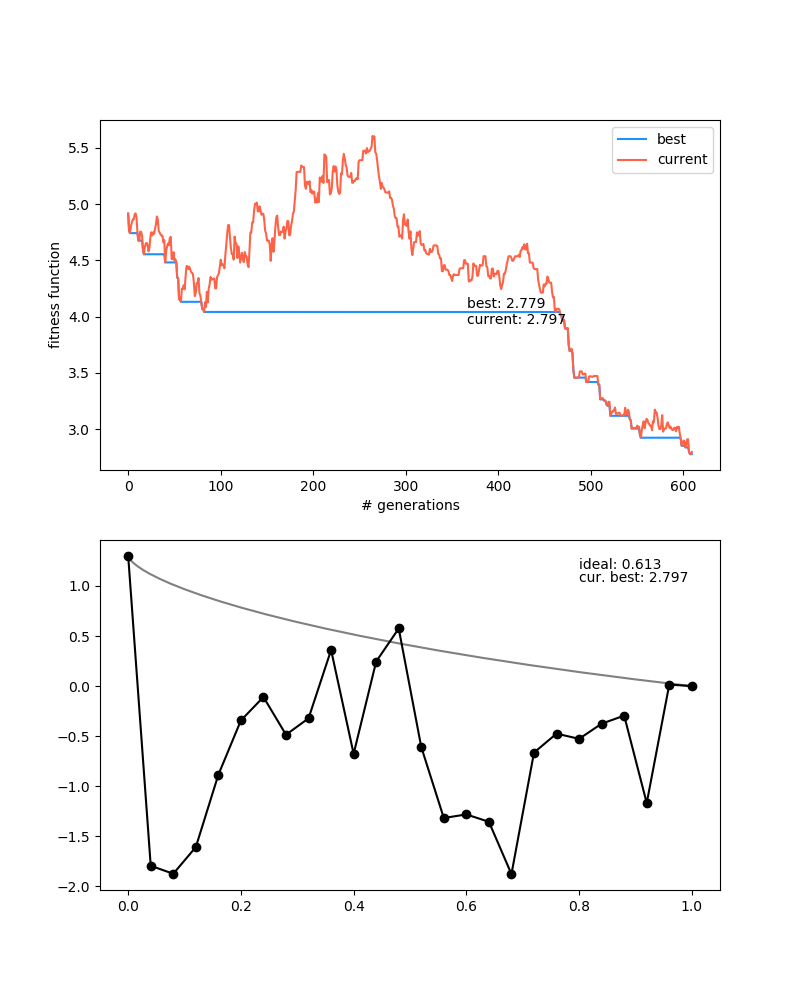 best
current
5.5
5.0
4.5
4.0
3.5
3.0
fitness function
best: 2.779
current: 2.797
0 100 200 300 400 500 600
# generations
ideal: 0.613
cur. best: 2.797
1.0
0.5
0.0
−0.5
−1.0
−1.5
−2.0
0.0 0.2 0.4 0.6 0.8 1.0